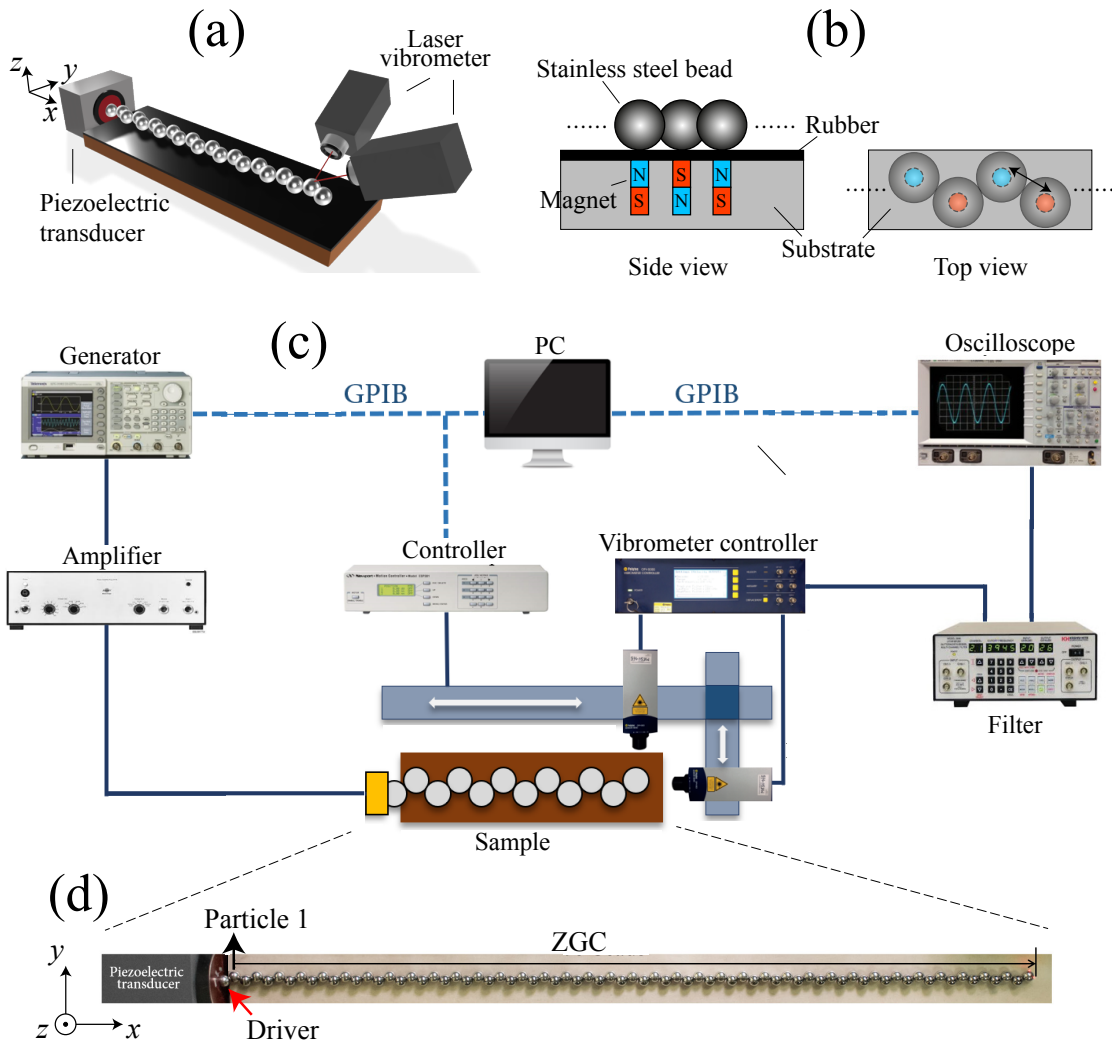 (a)
Laser
vibrometer
z
y
x
Piezoelectric
transducer
(b)
Stainless steel bead
......
......
Rubber
N
S
N
Magnet
S
N
S
Substrate
......
......
Side view
Top view
(c)
Generator
PC
Oscilloscope
GPIB
GPIB
Amplifier
Controller
Vibrometer controller
Filter
Sample
(d)
Particle 1
ZGC
y
Piezoelectric
transducer
z
x
Driver